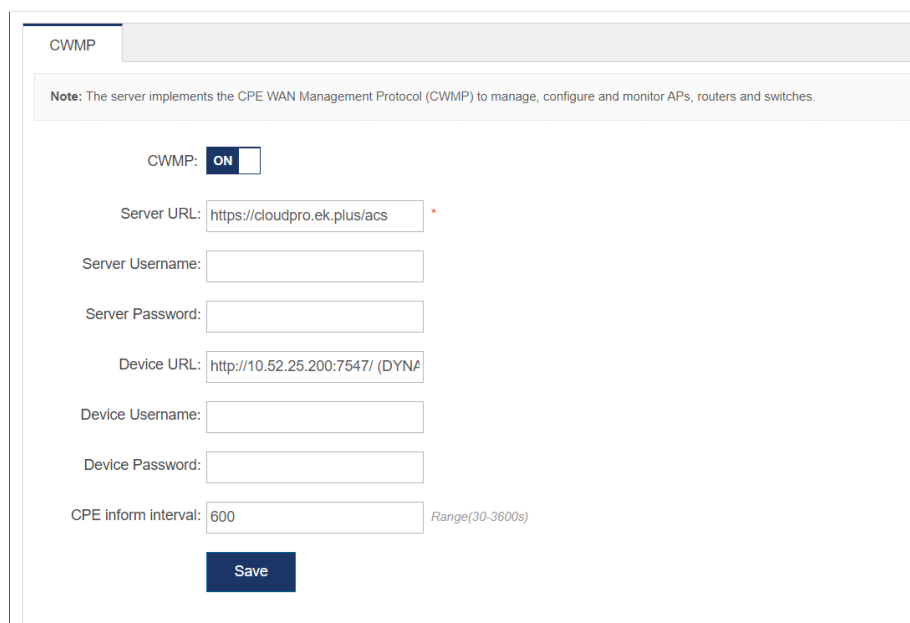 CWMP
Note: The server implements the CPE WAN Management Protocol (CWMP) to manage, configure and monitor APs, routers and switches.
CWMP: ON
Server URL: https://cloudpro.ek.plus/acs *
Server Username:
Server Password:
Device URL: http://10.52.25.200:7547/ (DYNA
Device Username:
Device Password:
CPE inform interval: 600 Range(30-3600s)
Save